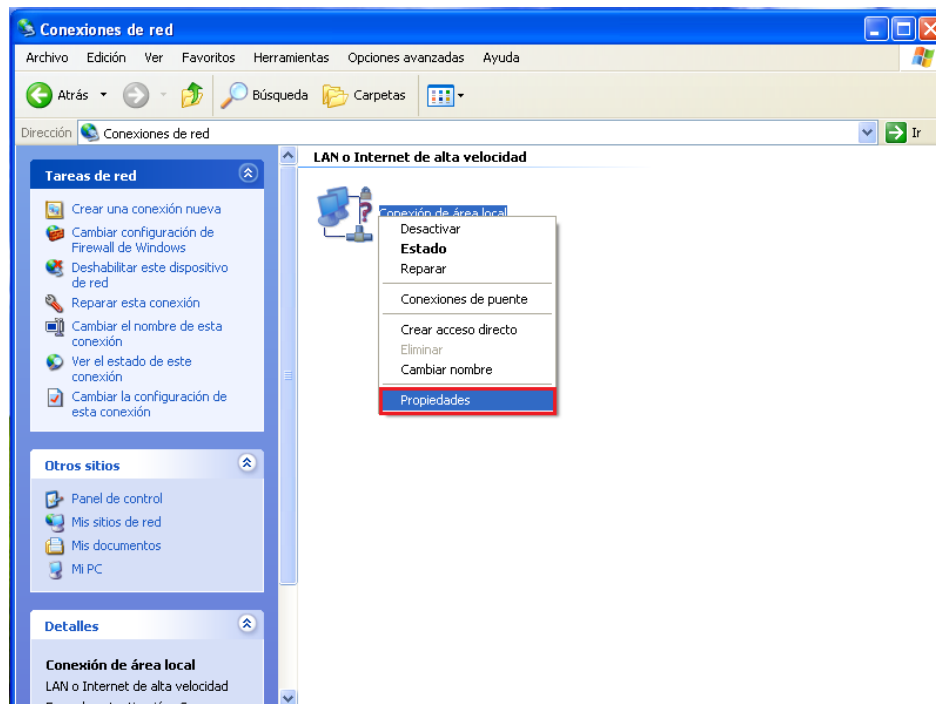 Conexiones de red
Archivo Edición Ver Favoritos Herramientas Opciones avanzadas Ayuda
Atrás Búsqueda Carpetas
Dirección Conexiones de red Ir
Tareas de red
Crear una conexión nueva
Cambiar configuración de
Firewall de Windows
Deshabilitar este dispositivo
de red
Reparar esta conexión
Cambiar el nombre de esta
conexión
Ver el estado de este
conexión
Cambiar la configuración de
esta conexión
Otros sitios
Panel de control
Mis sitios de red
Mis documentos
Mi PC
Detalles
Conexión de área local
LAN o Internet de alta velocidad
LAN o Internet de alta velocidad
Conexión de área local
Desactivar
Estado
Reparar
Conexiones de puente
Crear acceso directo
Eliminar
Cambiar nombre
Propiedades